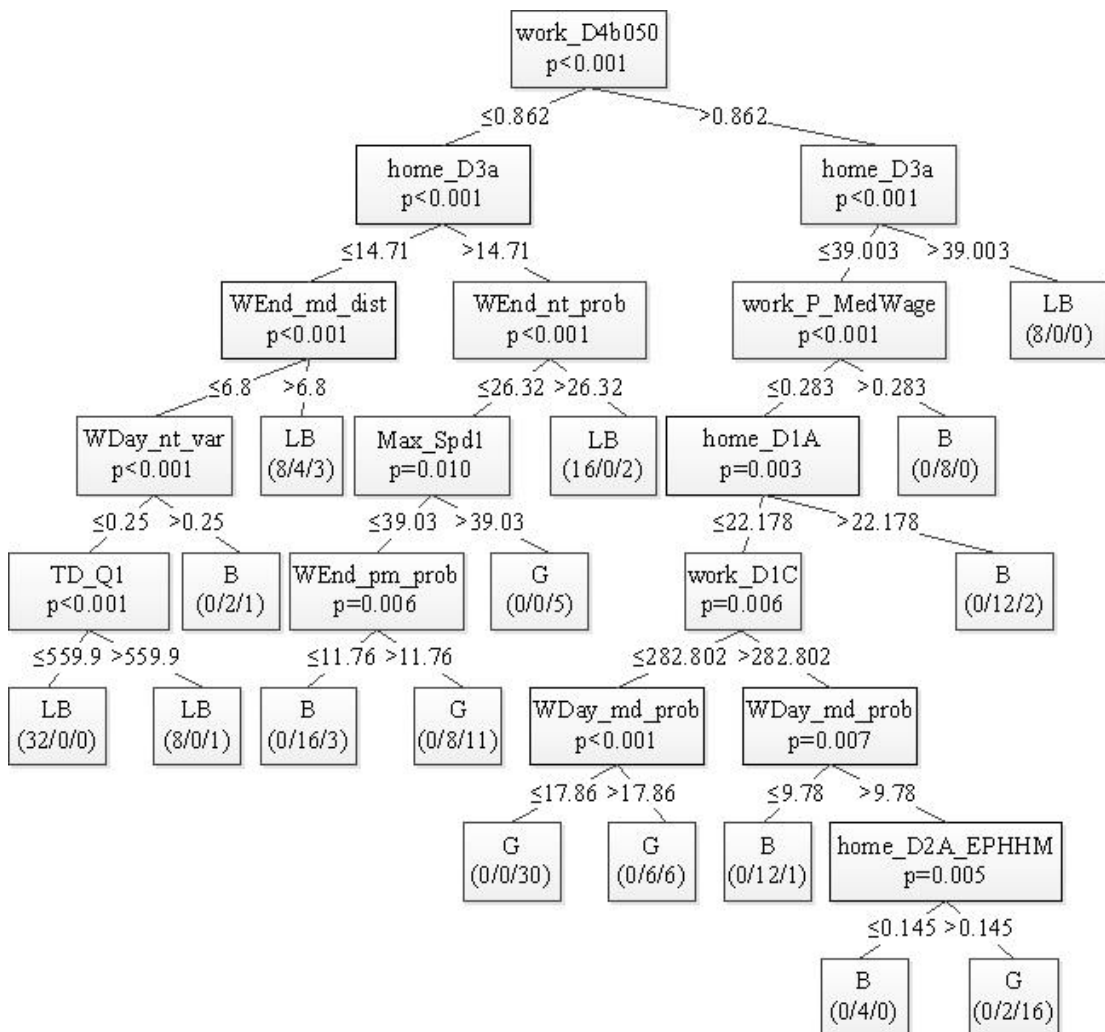 work_D4b050
p<0.001
≤0.862 >0.862
home_D3a
p<0.001
home_D3a
p<0.001
≤14.71 >14.71
≤39.003 >39.003
WEnd_md_dist
p<0.001
WEnd_nt_prob
p<0.001
work_P_MedWage
p<0.001
LB
(8/0/0)
≤6.8 >6.8
≤26.32 >26.32
≤0.283 >0.283
WDay_nt_var
p<0.001
LB
(8/4/3)
Max_Spd1
p=0.010
LB
(16/0/2)
home_D1A
p=0.003
B
(0/8/0)
≤0.25 >0.25
≤39.03 >39.03
≤22.178 >22.178
TD_Q1
p<0.001
B
(0/2/1)
WEnd_pm_prob
p=0.006
G
(0/0/5)
work_D1C
p=0.006
B
(0/12/2)
≤559.9 >559.9
≤11.76 >11.76
≤282.802 >282.802
LB
(32/0/0)
LB
(8/0/1)
B
(0/16/3)
G
(0/8/11)
WDay_md_prob
p<0.001
WDay_md_prob
p=0.007
≤17.86 >17.86
≤9.78 >9.78
G
(0/0/30)
G
(0/6/6)
B
(0/12/1)
home_D2A_EPHHM
p=0.005
≤0.145 >0.145
B
(0/4/0)
G
(0/2/16)